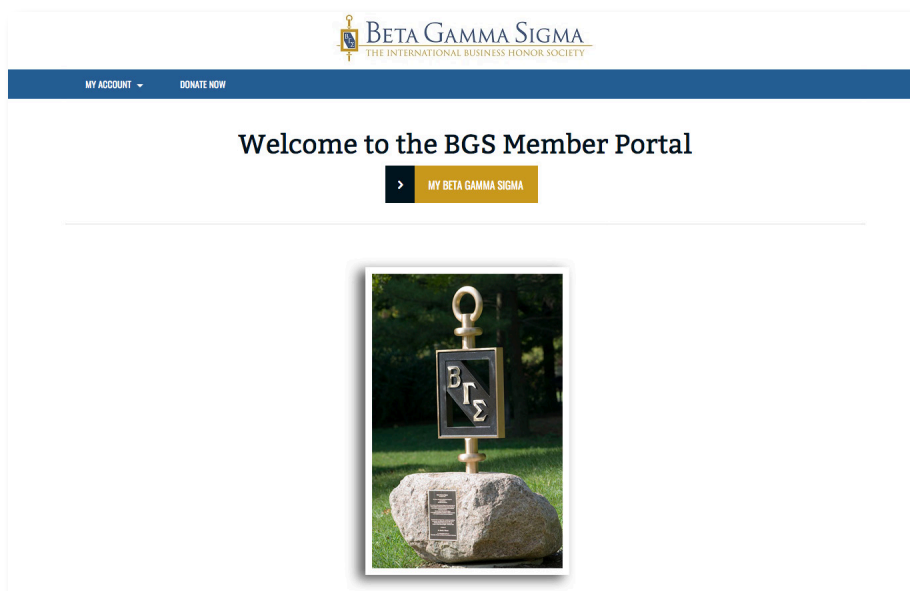 BETA GAMMA SIGMA
THE INTERNATIONAL BUSINESS HONOR SOCIETY
MY ACCOUNT
DONATE NOW
Welcome to the BGS Member Portal
MY BETA GAMMA SIGMA
Β
Γ
Σ